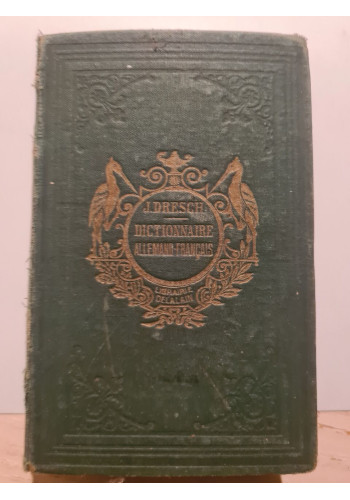 J. DRESCH
DICTIONNAIRE
ALLEMAND-FRANÇAIS
LIBRAIRIE
DELALAIN